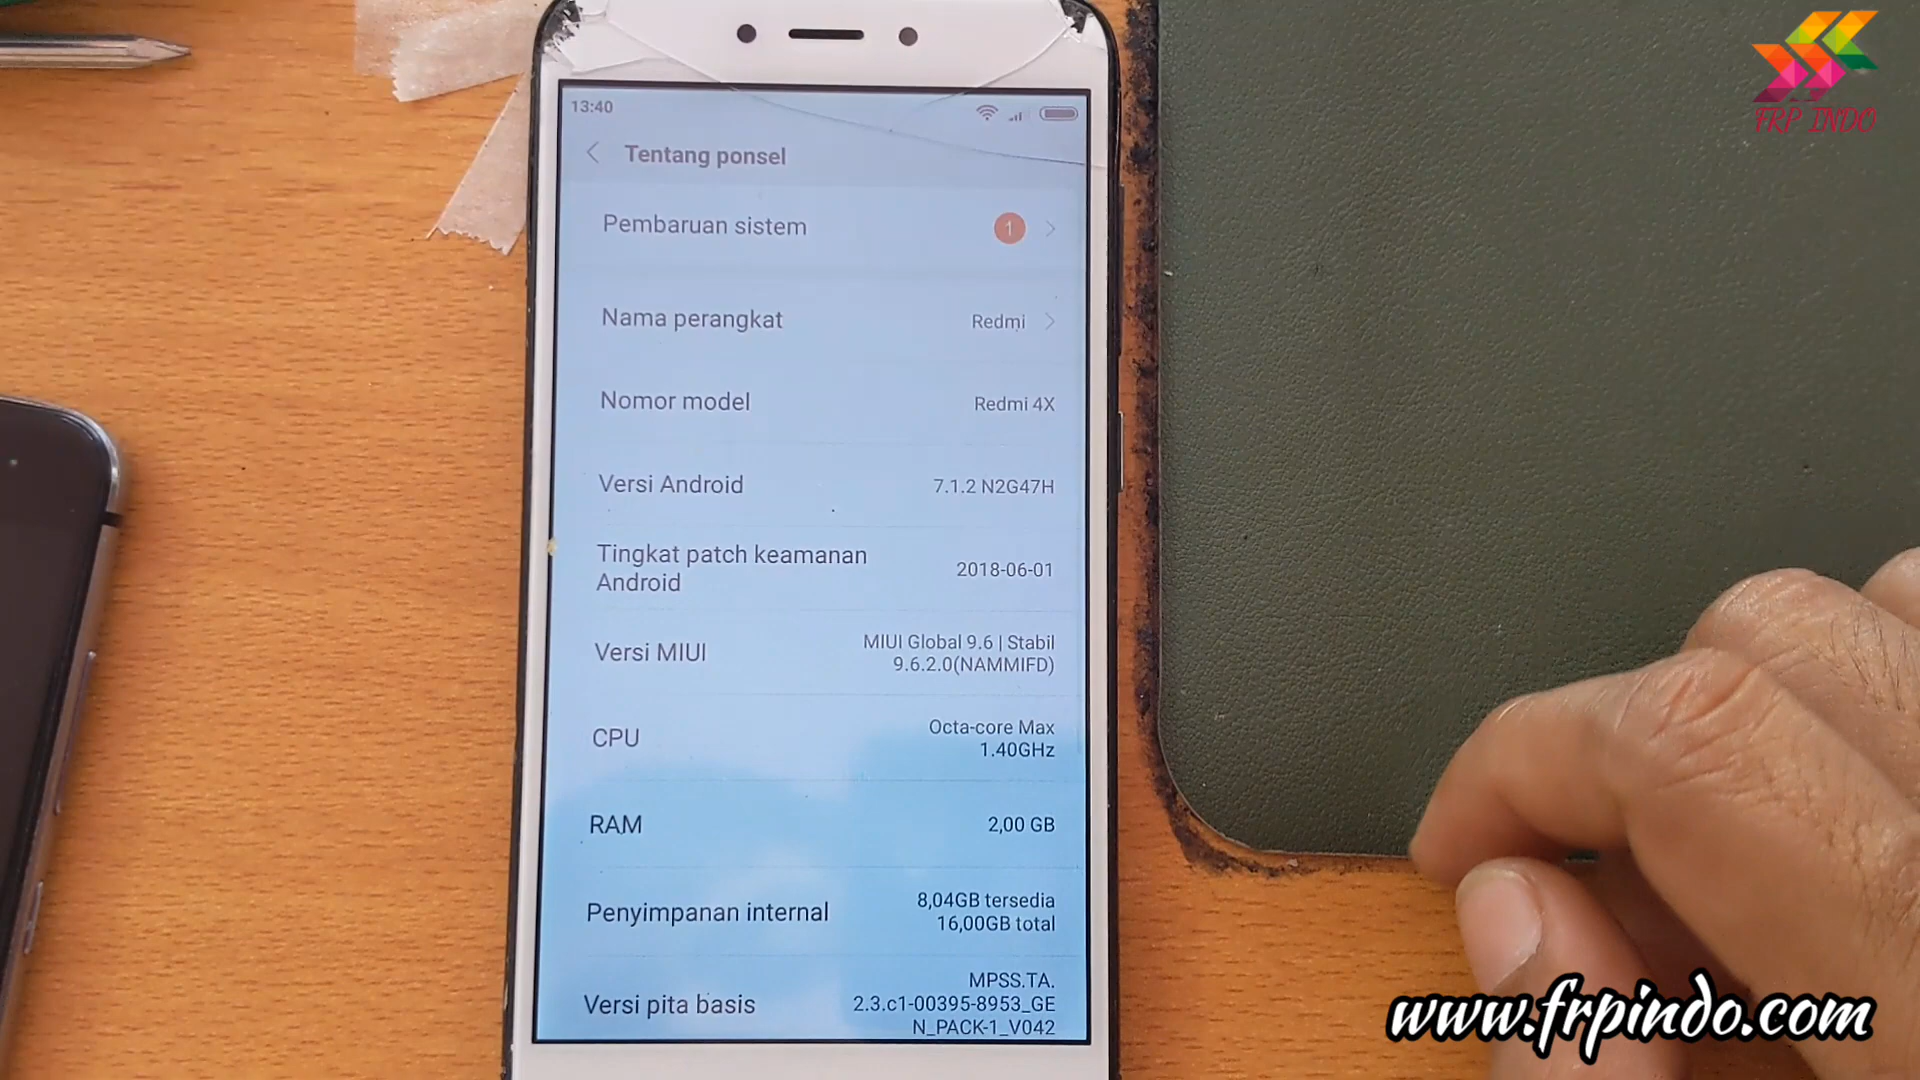 FRP INDO
13:40
Tentang ponsel
Pembaruan sistem 1
Nama perangkat Redmi
Nomor model Redmi 4X
Versi Android 7.1.2 N2G47H
Tingkat patch keamanan
Android
2018-06-01
Versi MIUI
MIUI Global 9.6 | Stabil
9.6.2.0(NAMMIFD)
CPU
Octa-core Max
1.40GHz
RAM 2,00 GB
Penyimpanan internal
8,04GB tersedia
16,00GB total
Versi pita basis
MPSS.TA.
2.3.c1-00395-8953_GE
N_PACK-1_V042
www.frpindo.com